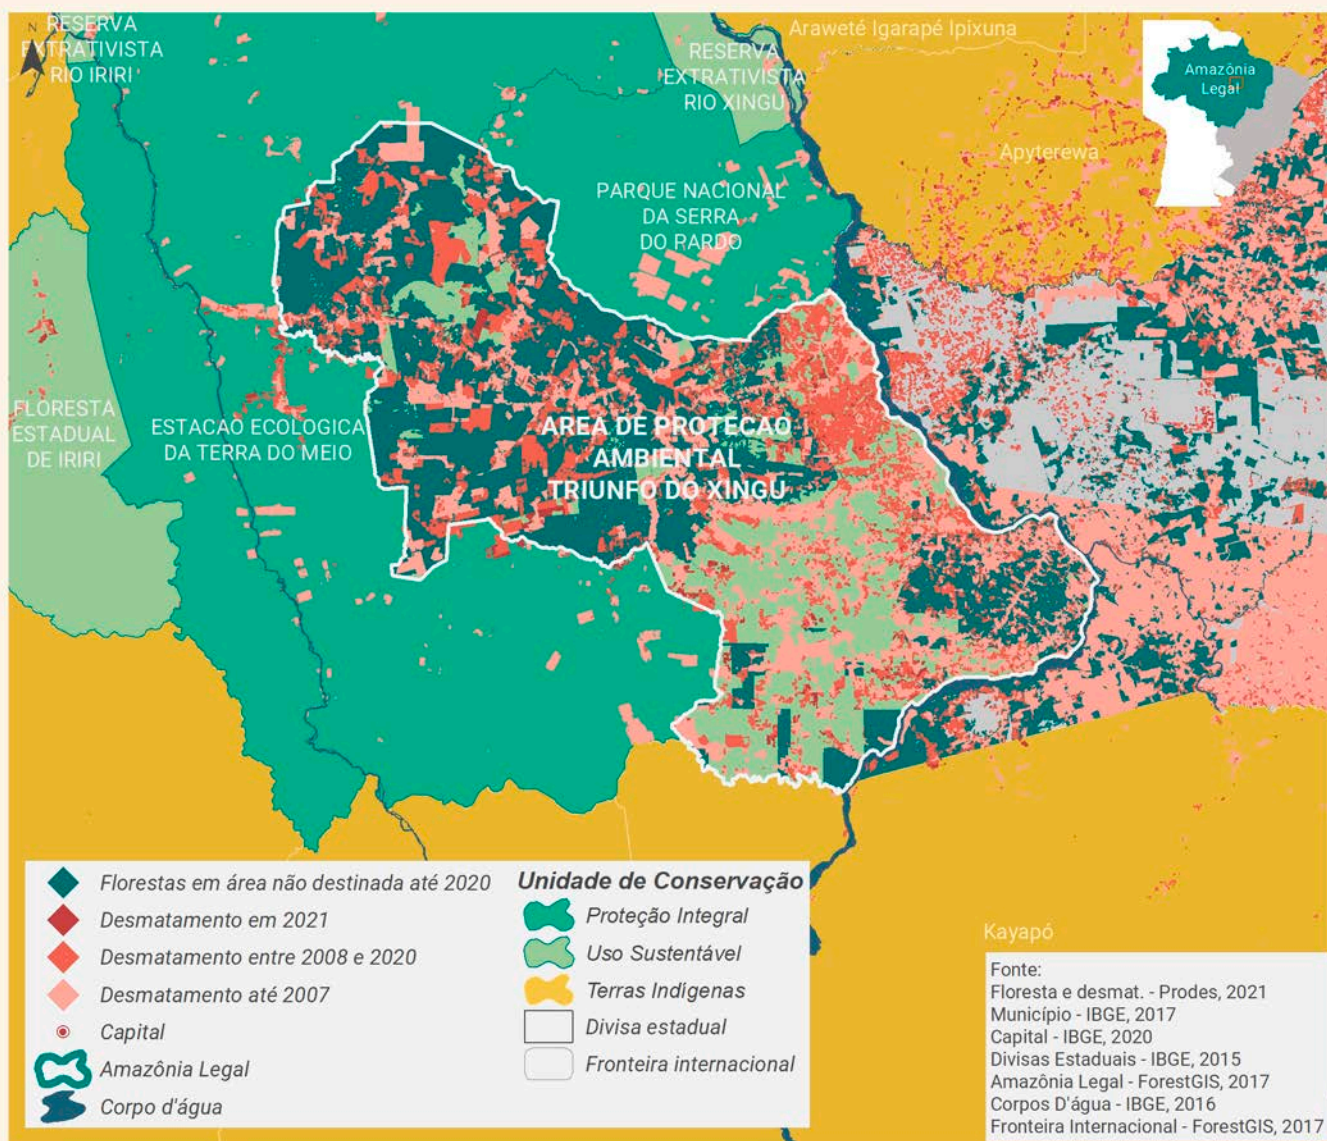 N
RESERVA
EXTRATIVISTA
RIO IRIRI
RESERVA
EXTRATIVISTA
RIO XINGU
Araweté Igarapé Ipixuna
Amazônia
Legal
Apyterewa
PARQUE NACIONAL
DA SERRA
DO PARDO
FLORESTA
ESTADUAL
DE IRIRI
ESTACAO ECOLOGICA
DA TERRA DO MEIO
AREA DE PROTECAO
AMBIENTAL
TRIUNFO DO XINGU
Kayapó
Florestas em área não destinada até 2020
Desmatamento em 2021
Desmatamento entre 2008 e 2020
Desmatamento até 2007
Capital
Amazônia Legal
Corpo d'água
Unidade de Conservação
Proteção Integral
Uso Sustentável
Terras Indígenas
Divisa estadual
Fronteira internacional
Fonte:
Floresta e desmat. - Prodes, 2021
Município - IBGE, 2017
Capital - IBGE, 2020
Divisas Estaduais - IBGE, 2015
Amazônia Legal - ForestGIS, 2017
Corpos D'água - IBGE, 2016
Fronteira Internacional - ForestGIS, 2017